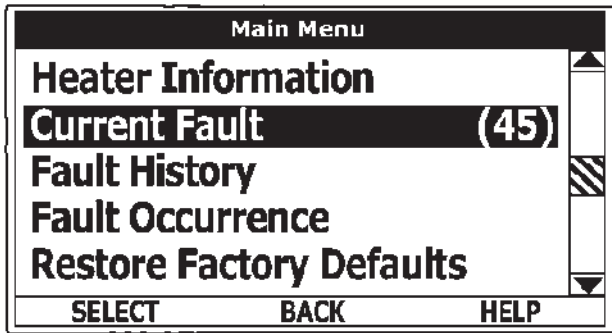 Main Menu
Heater Information
Current Fault (45)
Fault History
Fault Occurrence
Restore Factory Defaults
SELECT BACK HELP